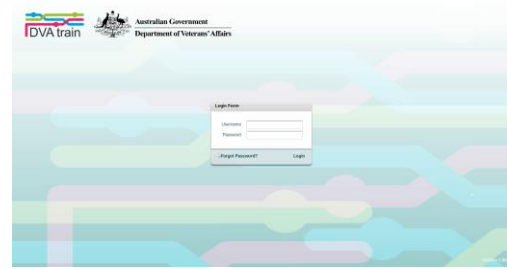 DVA train
Australian Government
Department of Veterans' Affairs
Login Form
Username
Password
Forgot Password?
Login